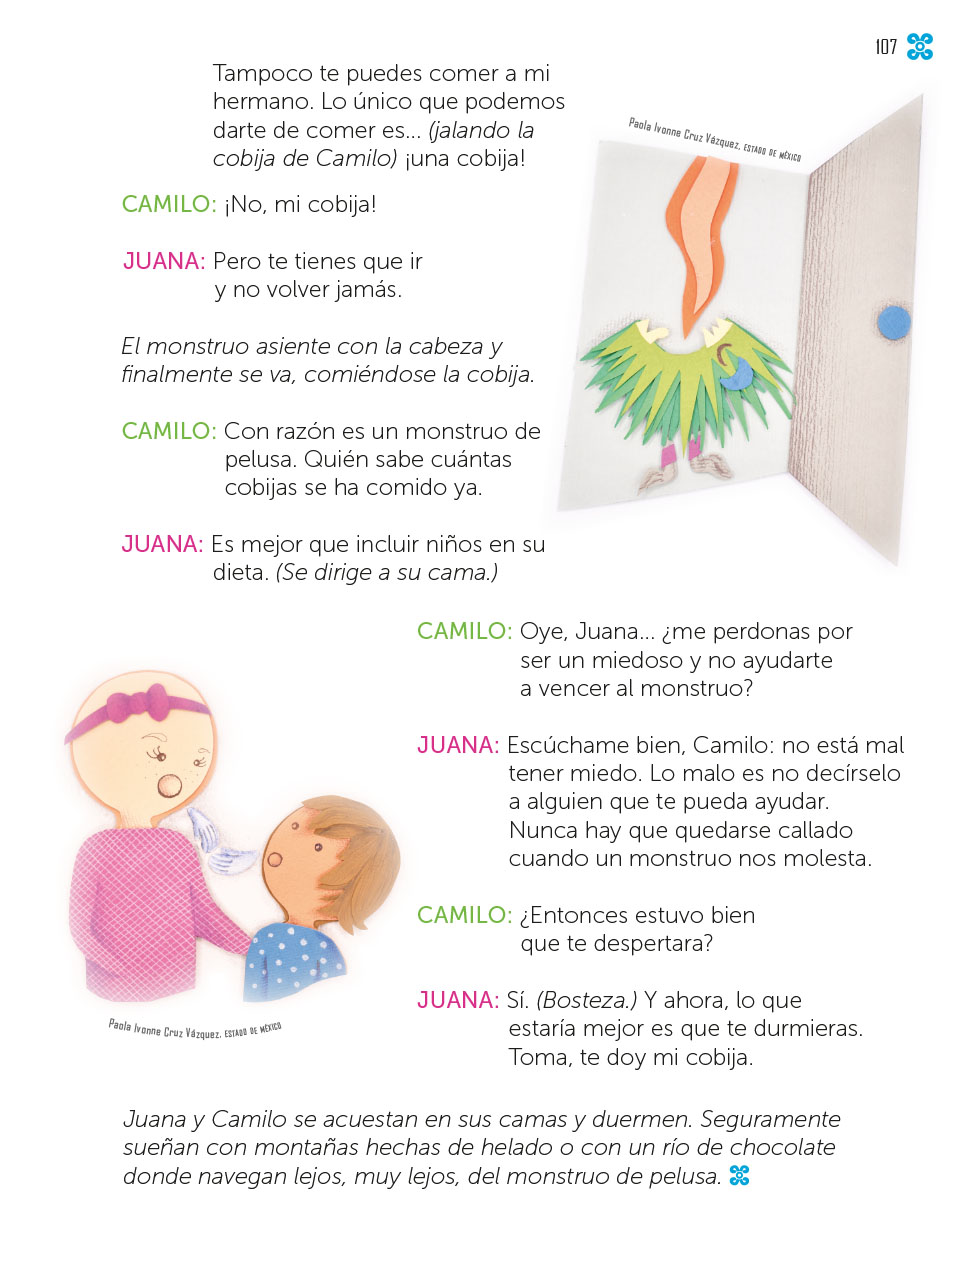 107
Tampoco te puedes comer a mi
hermano. Lo único que podemos
darte de comer es... (jalando la
cobija de Camilo) ¡una cobija!
Paola Ivonne Cruz Vázquez, ESTADO DE MÉXICO
CAMILO: ¡No, mi cobija!
JUANA: Pero te tienes que ir
y no volver jamás.
El monstruo asiente con la cabeza y
finalmente se va, comiéndose la cobija.
CAMILO: Con razón es un monstruo de
pelusa. Quién sabe cuántas
cobijas se ha comido ya.
JUANA: Es mejor que incluir niños en su
dieta. (Se dirige a su cama.)
CAMILO: Oye, Juana... ¿me perdonas por
ser un miedoso y no ayudarte
a vencer al monstruo?
JUANA: Escúchame bien, Camilo: no está mal
tener miedo. Lo malo es no decírselo
a alguien que te pueda ayudar.
Nunca hay que quedarse callado
cuando un monstruo nos molesta.
CAMILO: ¿Entonces estuvo bien
que te despertara?
JUANA: Sí. (Bosteza.) Y ahora, lo que
estaría mejor es que te durmieras.
Toma, te doy mi cobija.
Paola Ivonne Cruz Vázquez, ESTADO DE MÉXICO
Juana y Camilo se acuestan en sus camas y duermen. Seguramente
sueñan con montañas hechas de helado o con un río de chocolate
donde navegan lejos, muy lejos, del monstruo de pelusa.